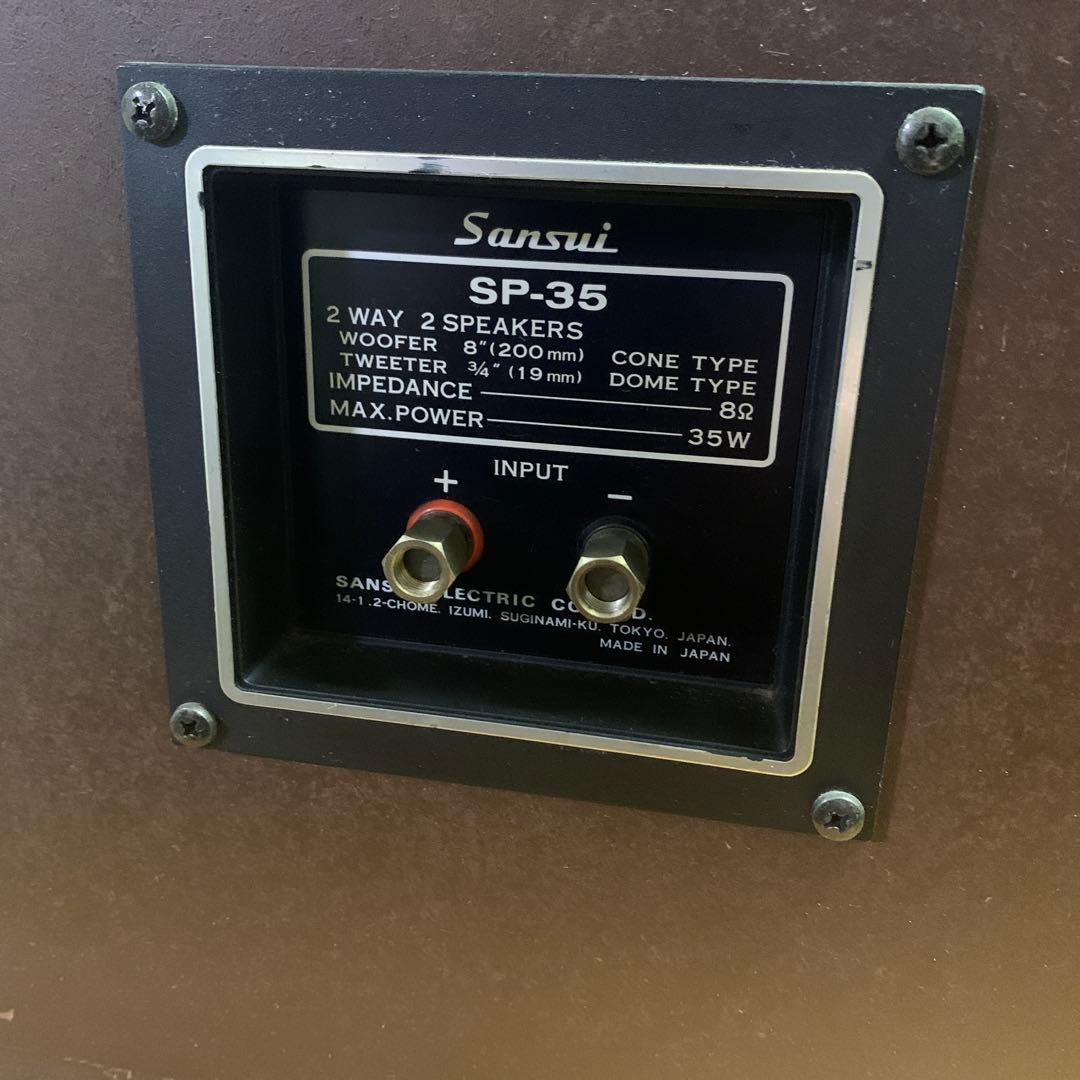 Sansui
SP-35
2 WAY 2 SPEAKERS
WOOFER 8″(200mm) CONE TYPE
TWEETER ¾″ (19mm) DOME TYPE
IMPEDANCE 8Ω
MAX.POWER 35W
INPUT
+ −
ELECTRIC
14-1.2-CHOME. IZUMI. SUGINAMI-KU. TOKYO. JAPAN.
MADE IN JAPAN